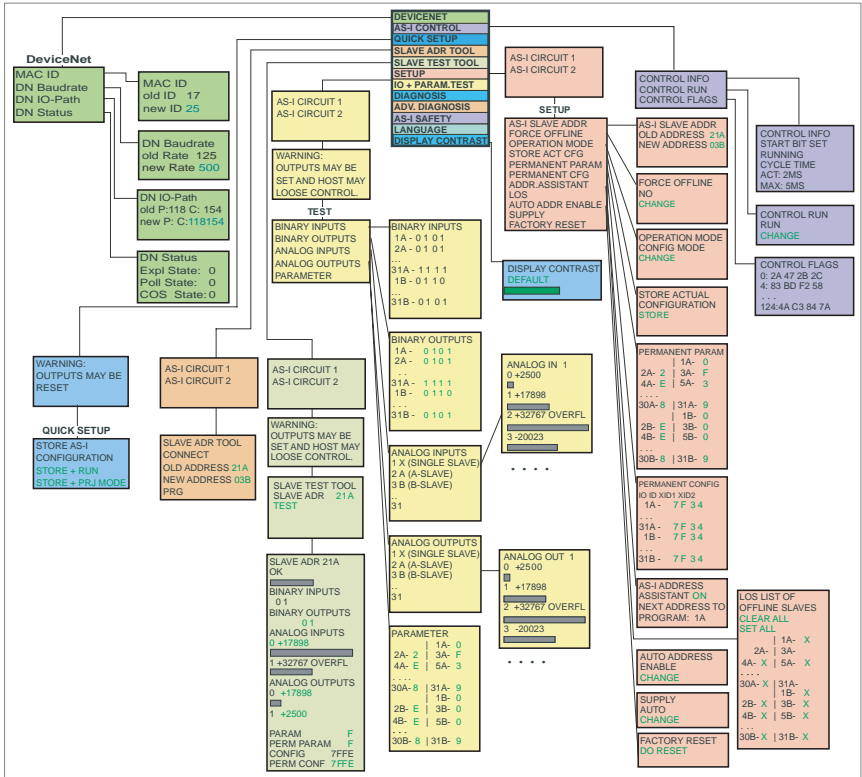 DEVICENET
AS-I CONTROL
QUICK SETUP
SLAVE ADR TOOL
SLAVE TEST TOOL
SETUP
IO + PARAM.TEST
DIAGNOSIS
ADV. DIAGNOSIS
AS-I SAFETY
LANGUAGE
DISPLAY CONTRAST
DeviceNet
MAC ID
DN Baudrate
DN IO-Path
DN Status
MAC ID
old ID 17
new ID 25
DN Baudrate
old Rate 125
new Rate 500
DN IO-Path
old P:118 C: 154
new P: C:118154
DN Status
Expl State: 0
Poll State: 0
COS State: 0
WARNING:
OUTPUTS MAY BE
RESET
QUICK SETUP
STORE AS-I
CONFIGURATION
STORE + RUN
STORE + PRJ MODE
AS-I CIRCUIT 1
AS-I CIRCUIT 2
SLAVE ADR TOOL
CONNECT
OLD ADDRESS 21A
NEW ADDRESS 03B
PRG
AS-I CIRCUIT 1
AS-I CIRCUIT 2
WARNING:
OUTPUTS MAY BE
SET AND HOST MAY
LOOSE CONTROL.
SLAVE TEST TOOL
SLAVE ADR 21A
TEST
SLAVE ADR 21A
OK
BINARY INPUTS
0 1
BINARY OUTPUTS
0 1
ANALOG INPUTS
0 +17898
1 +32767 OVERFL
ANALOG OUTPUTS
0 +17898
1 +2500
PARAM F
PERM PARAM F
CONFIG 7FFE
PERM CONF 7FFE
AS-I CIRCUIT 1
AS-I CIRCUIT 2
WARNING:
OUTPUTS MAY BE
SET AND HOST MAY
LOOSE CONTROL.
TEST
BINARY INPUTS
BINARY OUTPUTS
ANALOG INPUTS
ANALOG OUTPUTS
PARAMETER
BINARY INPUTS
1A - 0 1 0 1
2A - 0 1 0 1
...
31A - 1 1 1 1
1B - 0 1 1 0
...
31B - 0 1 0 1
BINARY OUTPUTS
1A - 0 1 0 1
2A - 0 1 0 1
...
31A - 1 1 1 1
1B - 0 1 1 0
...
31B - 0 1 0 1
ANALOG INPUTS
1 X (SINGLE SLAVE)
2 A (A-SLAVE)
3 B (B-SLAVE)
..
31
ANALOG OUTPUTS
1 X (SINGLE SLAVE)
2 A (A-SLAVE)
3 B (B-SLAVE)
..
31
PARAMETER
| 1A- 0
2A- 2 | 3A- F
4A- E | 5A- 3
....
30A- 8 | 31A- 9
| 1B- 0
2B- E | 3B- 0
4B- E | 5B- 0
...
30B- 8 | 31B- 9
ANALOG IN 1
0 +2500
1 +17898
2 +32767 OVERFL
3 -20023
. . . .
ANALOG OUT 1
0 +2500
1 +17898
2 +32767 OVERFL
3 -20023
. . . .
AS-I CIRCUIT 1
AS-I CIRCUIT 2
SETUP
AS-I SLAVE ADDR
FORCE OFFLINE
OPERATION MODE
STORE ACT CFG
PERMANENT PARAM
PERMANENT CFG
ADDR.ASSISTANT
LOS
AUTO ADDR ENABLE
SUPPLY
FACTORY RESET
DISPLAY CONTRAST
DEFAULT
CONTROL INFO
CONTROL RUN
CONTROL FLAGS
AS-I SLAVE ADDR
OLD ADDRESS 21A
NEW ADDRESS 03B
FORCE OFFLINE
NO
CHANGE
OPERATION MODE
CONFIG MODE
CHANGE
STORE ACTUAL
CONFIGURATION
STORE
PERMANENT PARAM
| 1A- 0
2A- 2 | 3A- F
4A- E | 5A- 3
....
30A- 8 | 31A- 9
| 1B- 0
2B- E | 3B- 0
4B- E | 5B- 0
...
30B- 8 | 31B- 9
PERMANENT CONFIG
IO ID XID1 XID2
1A - 7 F 3 4
...
31A - 7 F 3 4
1B - 7 F 3 4
...
31B - 7 F 3 4
AS-I ADDRESS
ASSISTANT ON
NEXT ADDRESS TO
PROGRAM: 1A
AUTO ADDRESS
ENABLE
CHANGE
SUPPLY
AUTO
CHANGE
FACTORY RESET
DO RESET
CONTROL INFO
START BIT SET
RUNNING
CYCLE TIME
ACT: 2MS
MAX: 5MS
CONTROL RUN
RUN
CHANGE
CONTROL FLAGS
0: 2A 47 2B 2C
4: 83 BD F2 58
...
124:4A C3 84 7A
LOS LIST OF
OFFLINE SLAVES
CLEAR ALL
SET ALL
| 1A- X
2A- | 3A-
4A- X | 5A- X
....
30A- X | 31A-
| 1B- X
2B- X | 3B- X
4B- X | 5B- X
...
30B- X | 31B- X